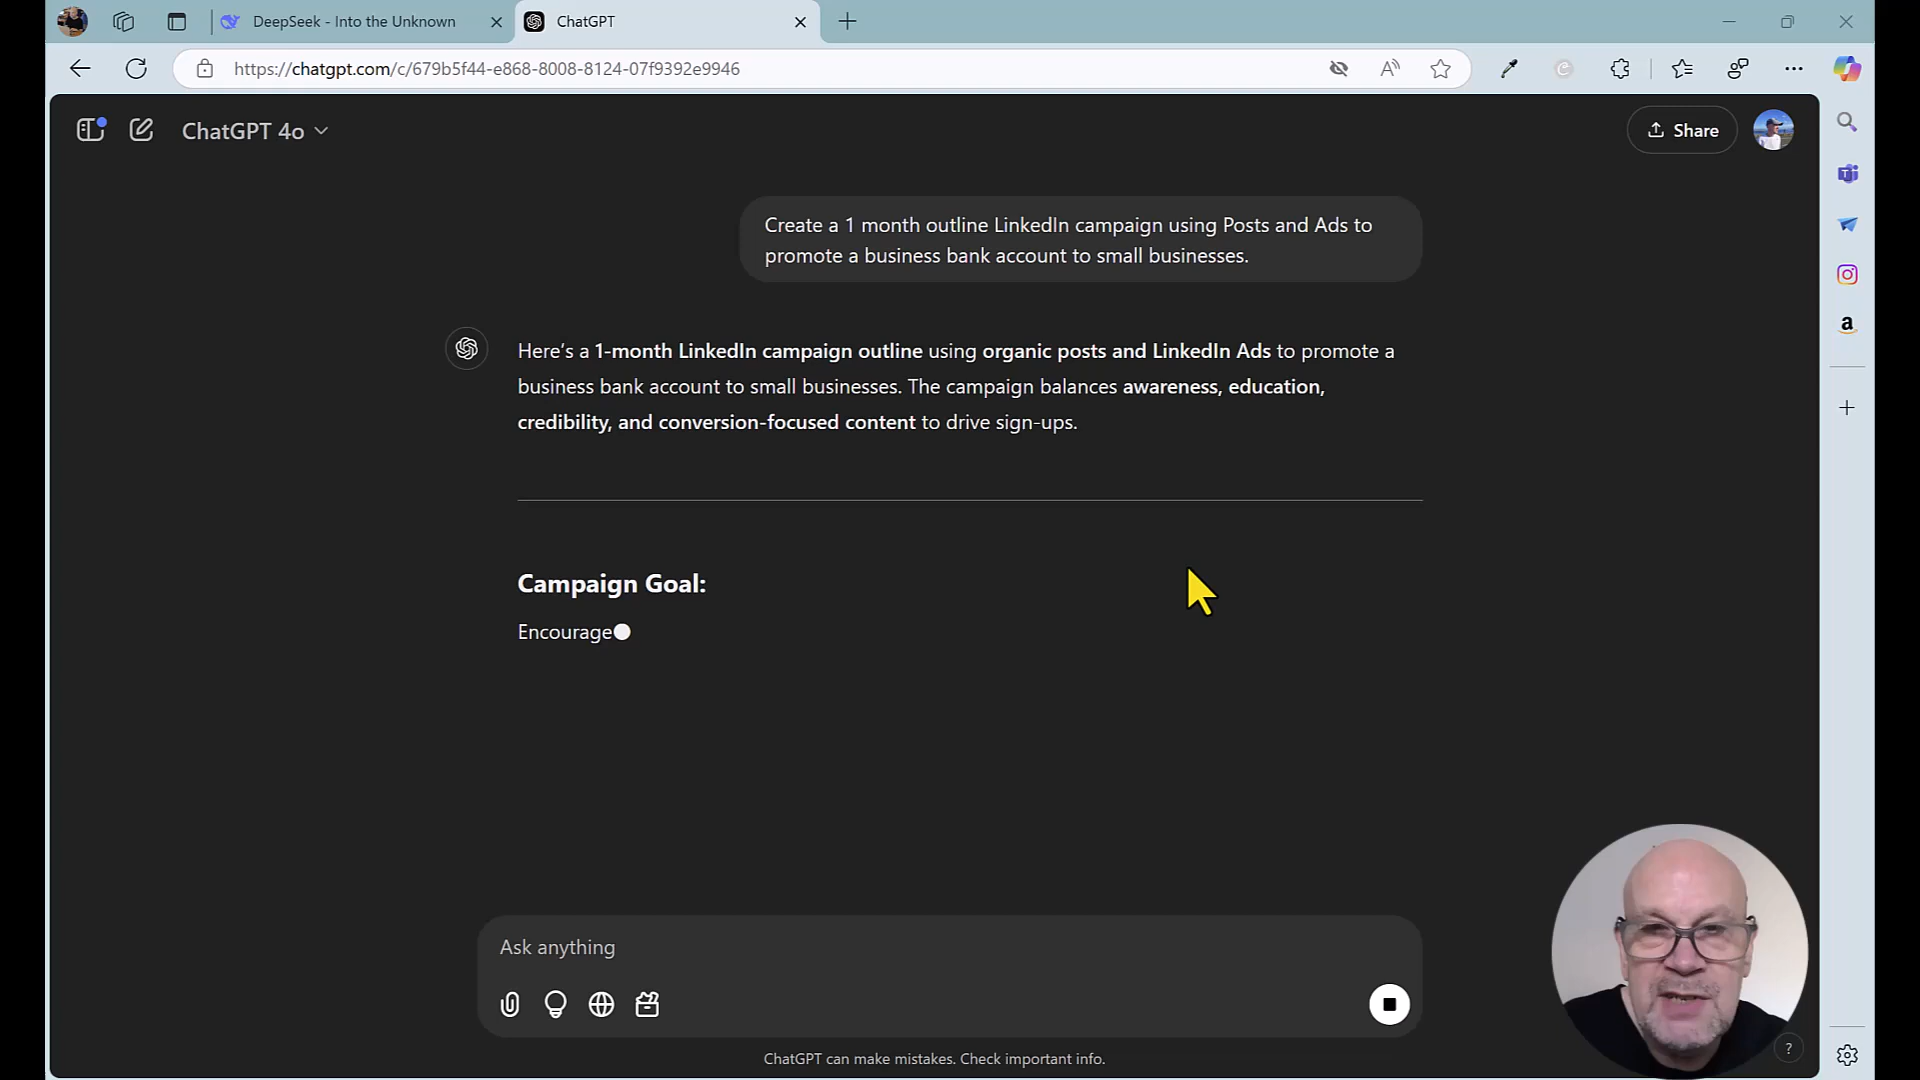 DeepSeek - Into the Unknown
ChatGPT
https://chatgpt.com/c/679b5f44-e868-8008-8124-07f9392e9946
ChatGPT 4o
Share
Create a 1 month outline LinkedIn campaign using Posts and Ads to
promote a business bank account to small businesses.
Here's a 1-month LinkedIn campaign outline using organic posts and LinkedIn Ads to promote a
business bank account to small businesses. The campaign balances awareness, education,
credibility, and conversion-focused content to drive sign-ups.
Campaign Goal:
Encourage
Ask anything
ChatGPT can make mistakes. Check important info.
?